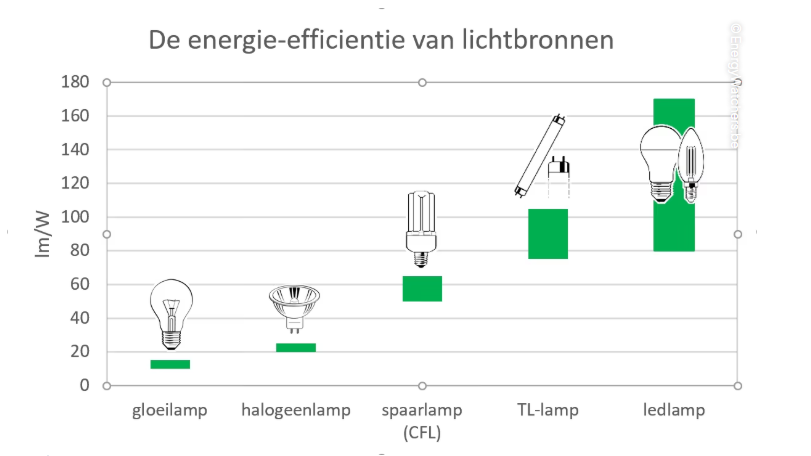 De energie-efficientie van lichtbronnen
180
160
140
120
100
80
60
40
20
0
lm/W
gloeilamp
halogeenlamp
spaarlamp
(CFL)
TL-lamp
ledlamp